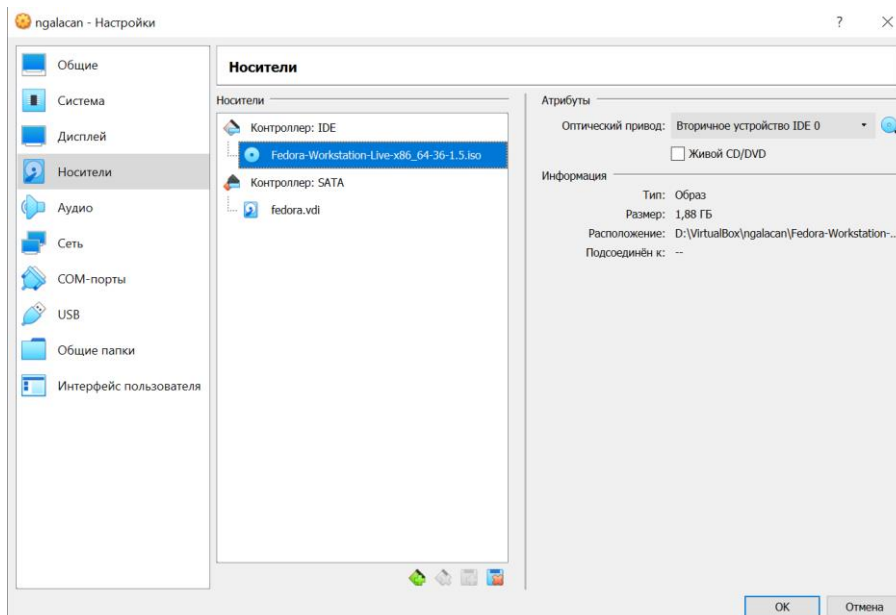 ngalacan - Настройки
?
Общие
Система
Дисплей
Носители
Аудио
Сеть
COM-порты
USB
Общие папки
Интерфейс пользователя
Носители
Носители
Контроллер: IDE
Fedora-Workstation-Live-x86_64-36-1.5.iso
Контроллер: SATA
fedora.vdi
Атрибуты
Оптический привод: Вторичное устройство IDE 0
Живой CD/DVD
Информация
Тип: Образ
Размер: 1,88 ГБ
Расположение: D:\VirtualBox\ngalacan\Fedora-Workstation-...
Подсоединён к: --
OK Отмена